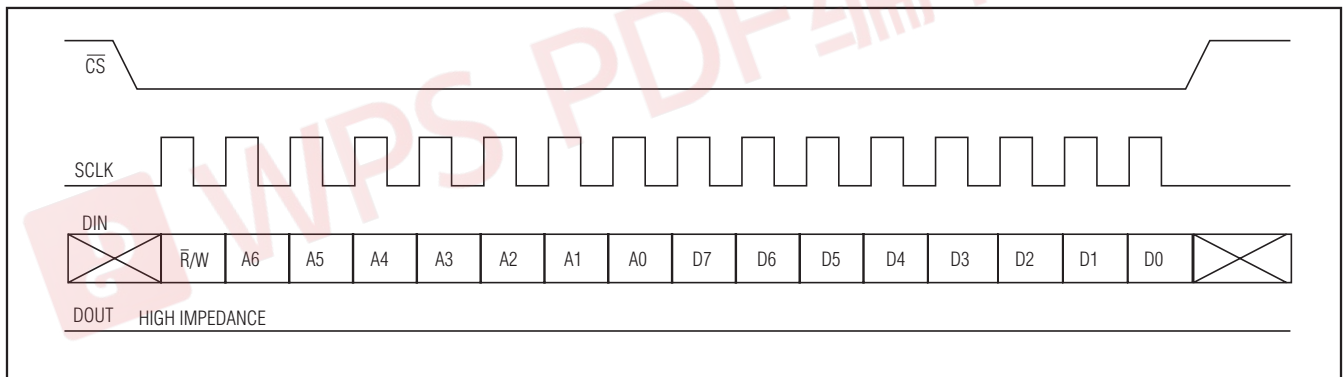 WPS PDF
C̅S̅
SCLK
DIN
R̅/W A6 A5 A4 A3 A2 A1 A0 D7 D6 D5 D4 D3 D2 D1 D0
DOUT HIGH IMPEDANCE